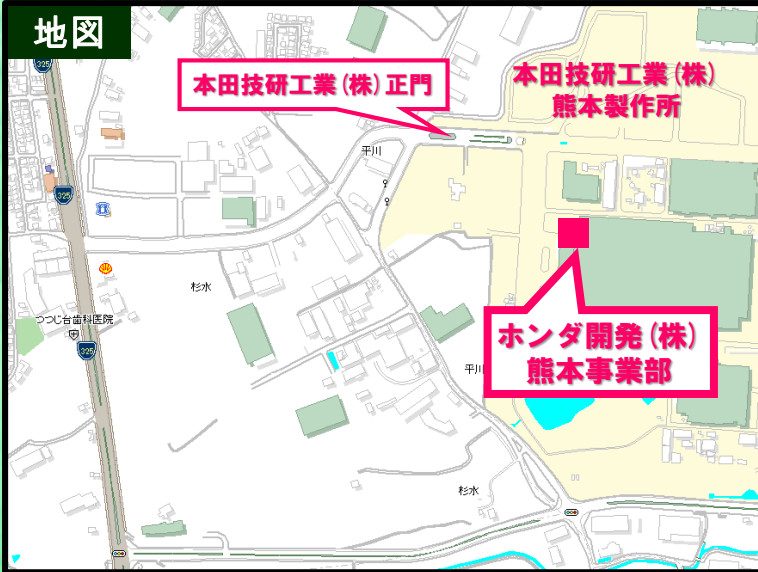 地図
325
本田技研工業(株)正門
本田技研工業(株)
熊本製作所
平川
325
杉水
つつじ台歯科医院
325
ホンダ開発(株)
熊本事業部
平川
杉水